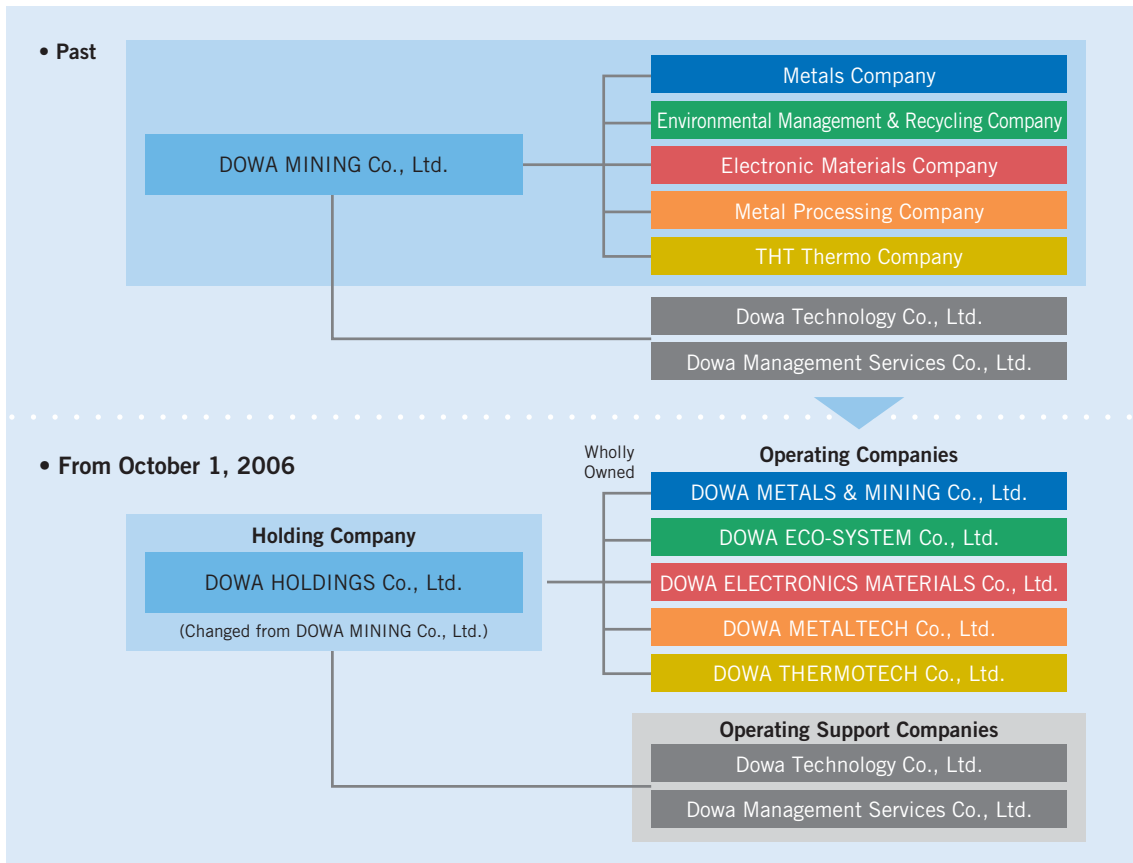 • Past
DOWA MINING Co., Ltd.
Metals Company
Environmental Management & Recycling Company
Electronic Materials Company
Metal Processing Company
THT Thermo Company
Dowa Technology Co., Ltd.
Dowa Management Services Co., Ltd.
• From October 1, 2006
Holding Company
DOWA HOLDINGS Co., Ltd.
(Changed from DOWA MINING Co., Ltd.)
Wholly
Owned
Operating Companies
DOWA METALS & MINING Co., Ltd.
DOWA ECO-SYSTEM Co., Ltd.
DOWA ELECTRONICS MATERIALS Co., Ltd.
DOWA METALTECH Co., Ltd.
DOWA THERMOTECH Co., Ltd.
Operating Support Companies
Dowa Technology Co., Ltd.
Dowa Management Services Co., Ltd.